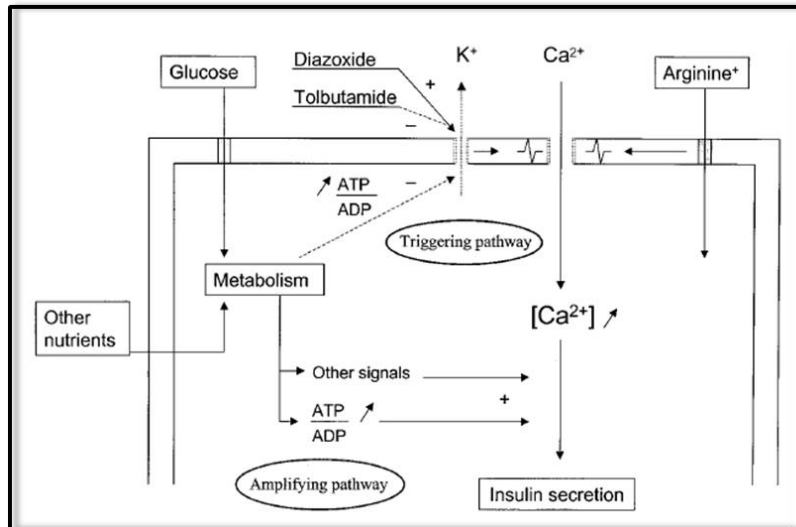 Glucose
Diazoxide
+
Tolbutamide
–
K⁺
Ca²⁺
Arginine⁺
ATP
ADP
–
Triggering pathway
Metabolism
Other
nutrients
[Ca²⁺]
Other signals
+
ATP
ADP
Amplifying pathway
Insulin secretion